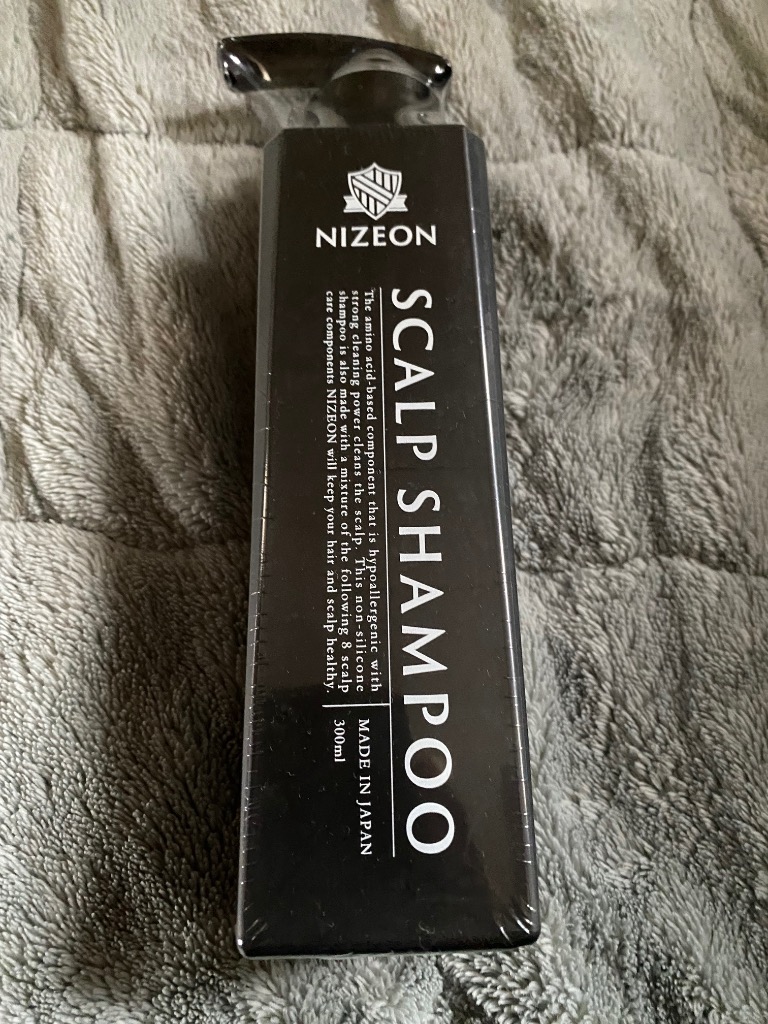 NIZEON
SCALP SHAMPOO
The amino acid-based component that is hypoallergenic with
strong cleaning power cleans the scalp. This non-silicone
shampoo is also made with a mixture of the following 8 scalp
care components NIZEON will keep your hair and scalp healthy.
MADE IN JAPAN
300ml